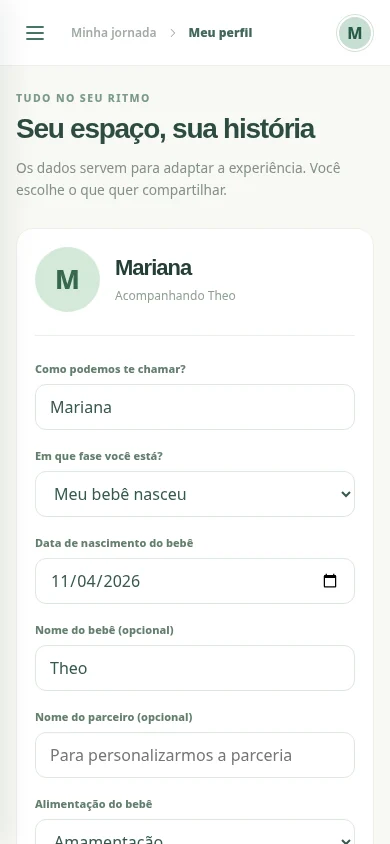 Minha jornada > Meu perfil
M
TUDO NO SEU RITMO
Seu espaço, sua história
Os dados servem para adaptar a experiência. Você
escolhe o que quer compartilhar.
M
Mariana
Acompanhando Theo
Como podemos te chamar?
Mariana
Em que fase você está?
Meu bebê nasceu
Data de nascimento do bebê
11/04/2026
Nome do bebê (opcional)
Theo
Nome do parceiro (opcional)
Para personalizarmos a parceria
Alimentação do bebê
Amamentação